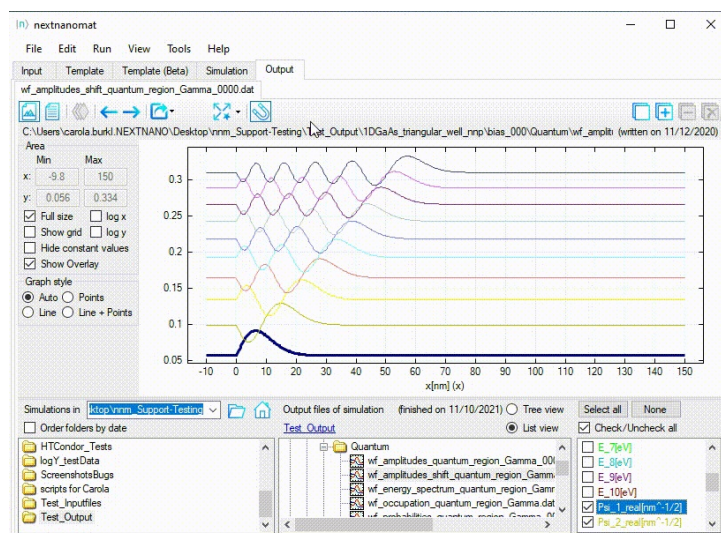 nextnanomat
File Edit Run View Tools Help
Input Template Template (Beta) Simulation Output
wf_amplitudes_shift_quantum_region_Gamma_0000.dat
C:\Users\carola.burkl.NEXTNANO\Desktop\nnm_Support-Testing\Test_Output\1DGaAs_triangular_well_nnp\bias_000\Quantum\wf_amplit (written on 11/12/2020)
Area
Min Max
x: -9.8 150
y: 0.056 0.334
Full size log x
Show grid log y
Hide constant values
Show Overlay
Graph style
Auto Points
Line Line + Points
0.3
0.25
0.2
0.15
0.1
0.05
-10 0 10 20 30 40 50 60 70 80 90 100 110 120 130 140 150
x[nm] (x)
Simulations in ktop\nnm_Support-Testing
Order folders by date
HTCondor_Tests
logY_testData
ScreenshotsBugs
scripts for Carola
Test_Inputfiles
Test_Output
Output files of simulation (finished on 11/10/2021) Tree view
Test_Output List view
Quantum
wf_amplitudes_quantum_region_Gamma_000
wf_amplitudes_shift_quantum_region_Gamma
wf_energy_spectrum_quantum_region_Gamm
wf_occupation_quantum_region_Gamma.dat
Select all None
Check/Uncheck all
E_7[eV]
E_8[eV]
E_9[eV]
E_10[eV]
Psi_1_real[nm^-1/2]
Psi_2_real[nm^-1/2]